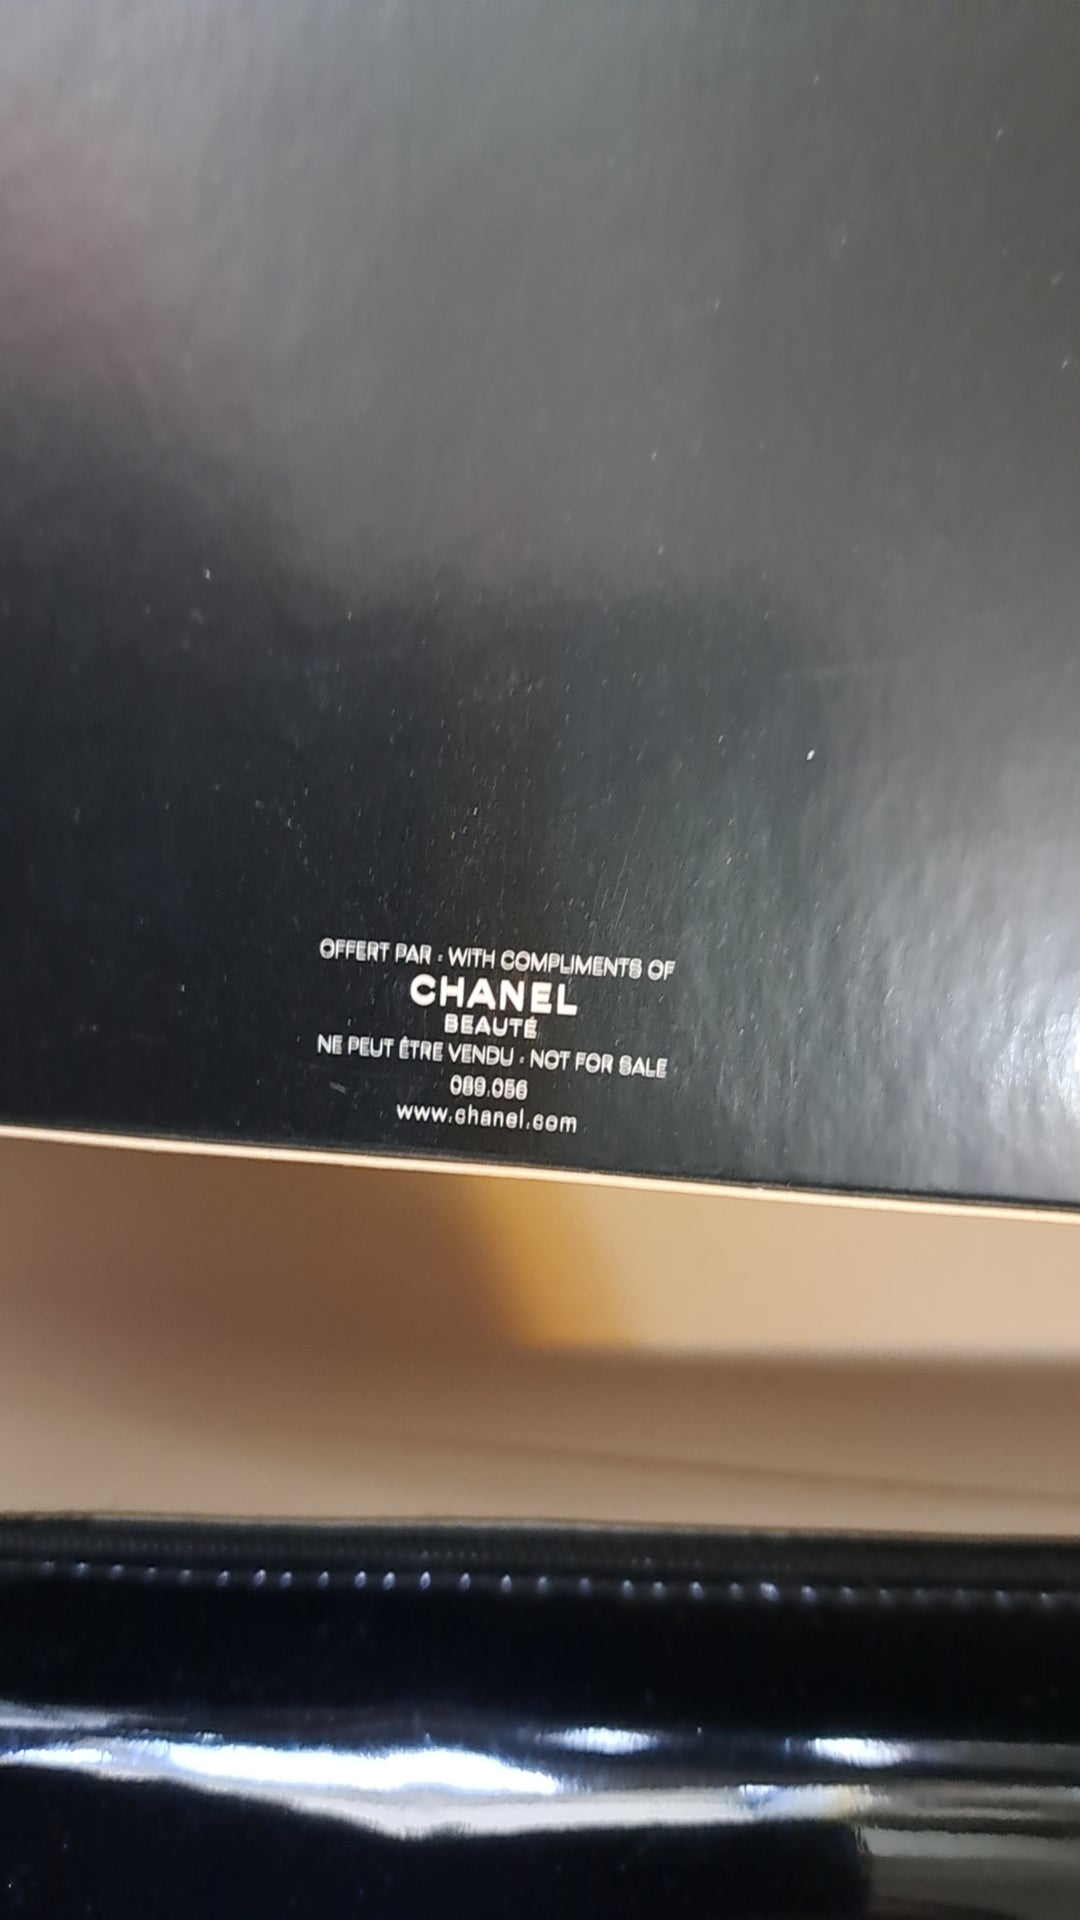 OFFERT PAR - WITH COMPLIMENTS OF
CHANEL
BEAUTÉ
NE PEUT ÊTRE VENDU - NOT FOR SALE
089.056
www.chanel.com